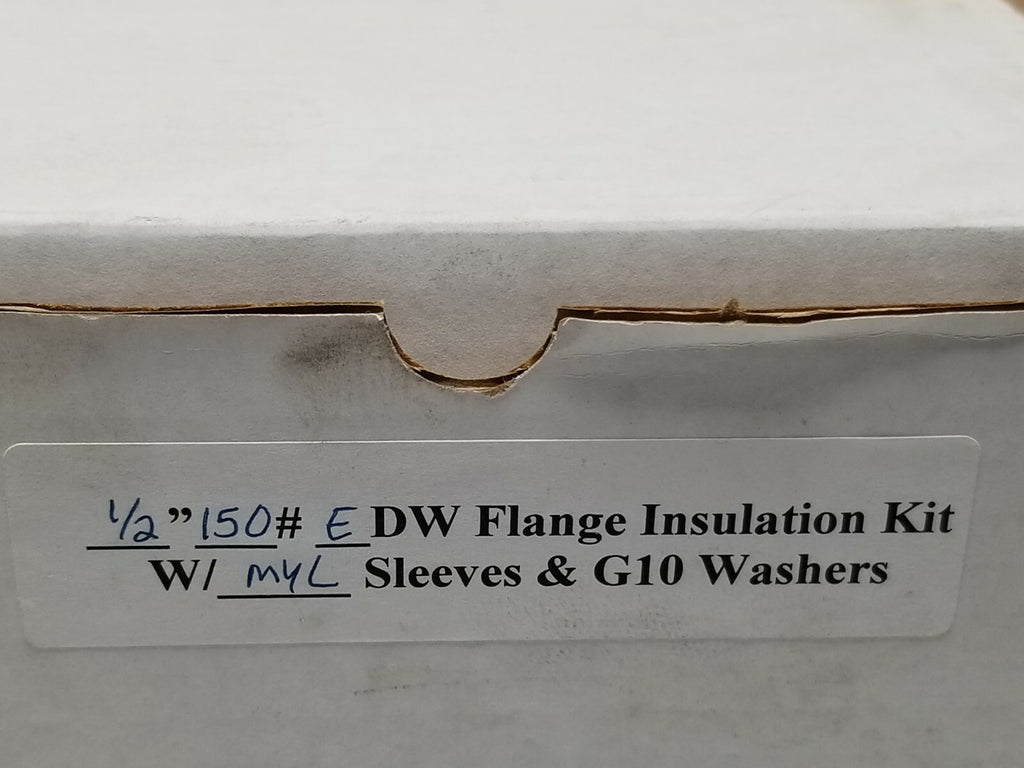 1/2" 150# E DW Flange Insulation Kit
W/ MYL Sleeves & G10 Washers